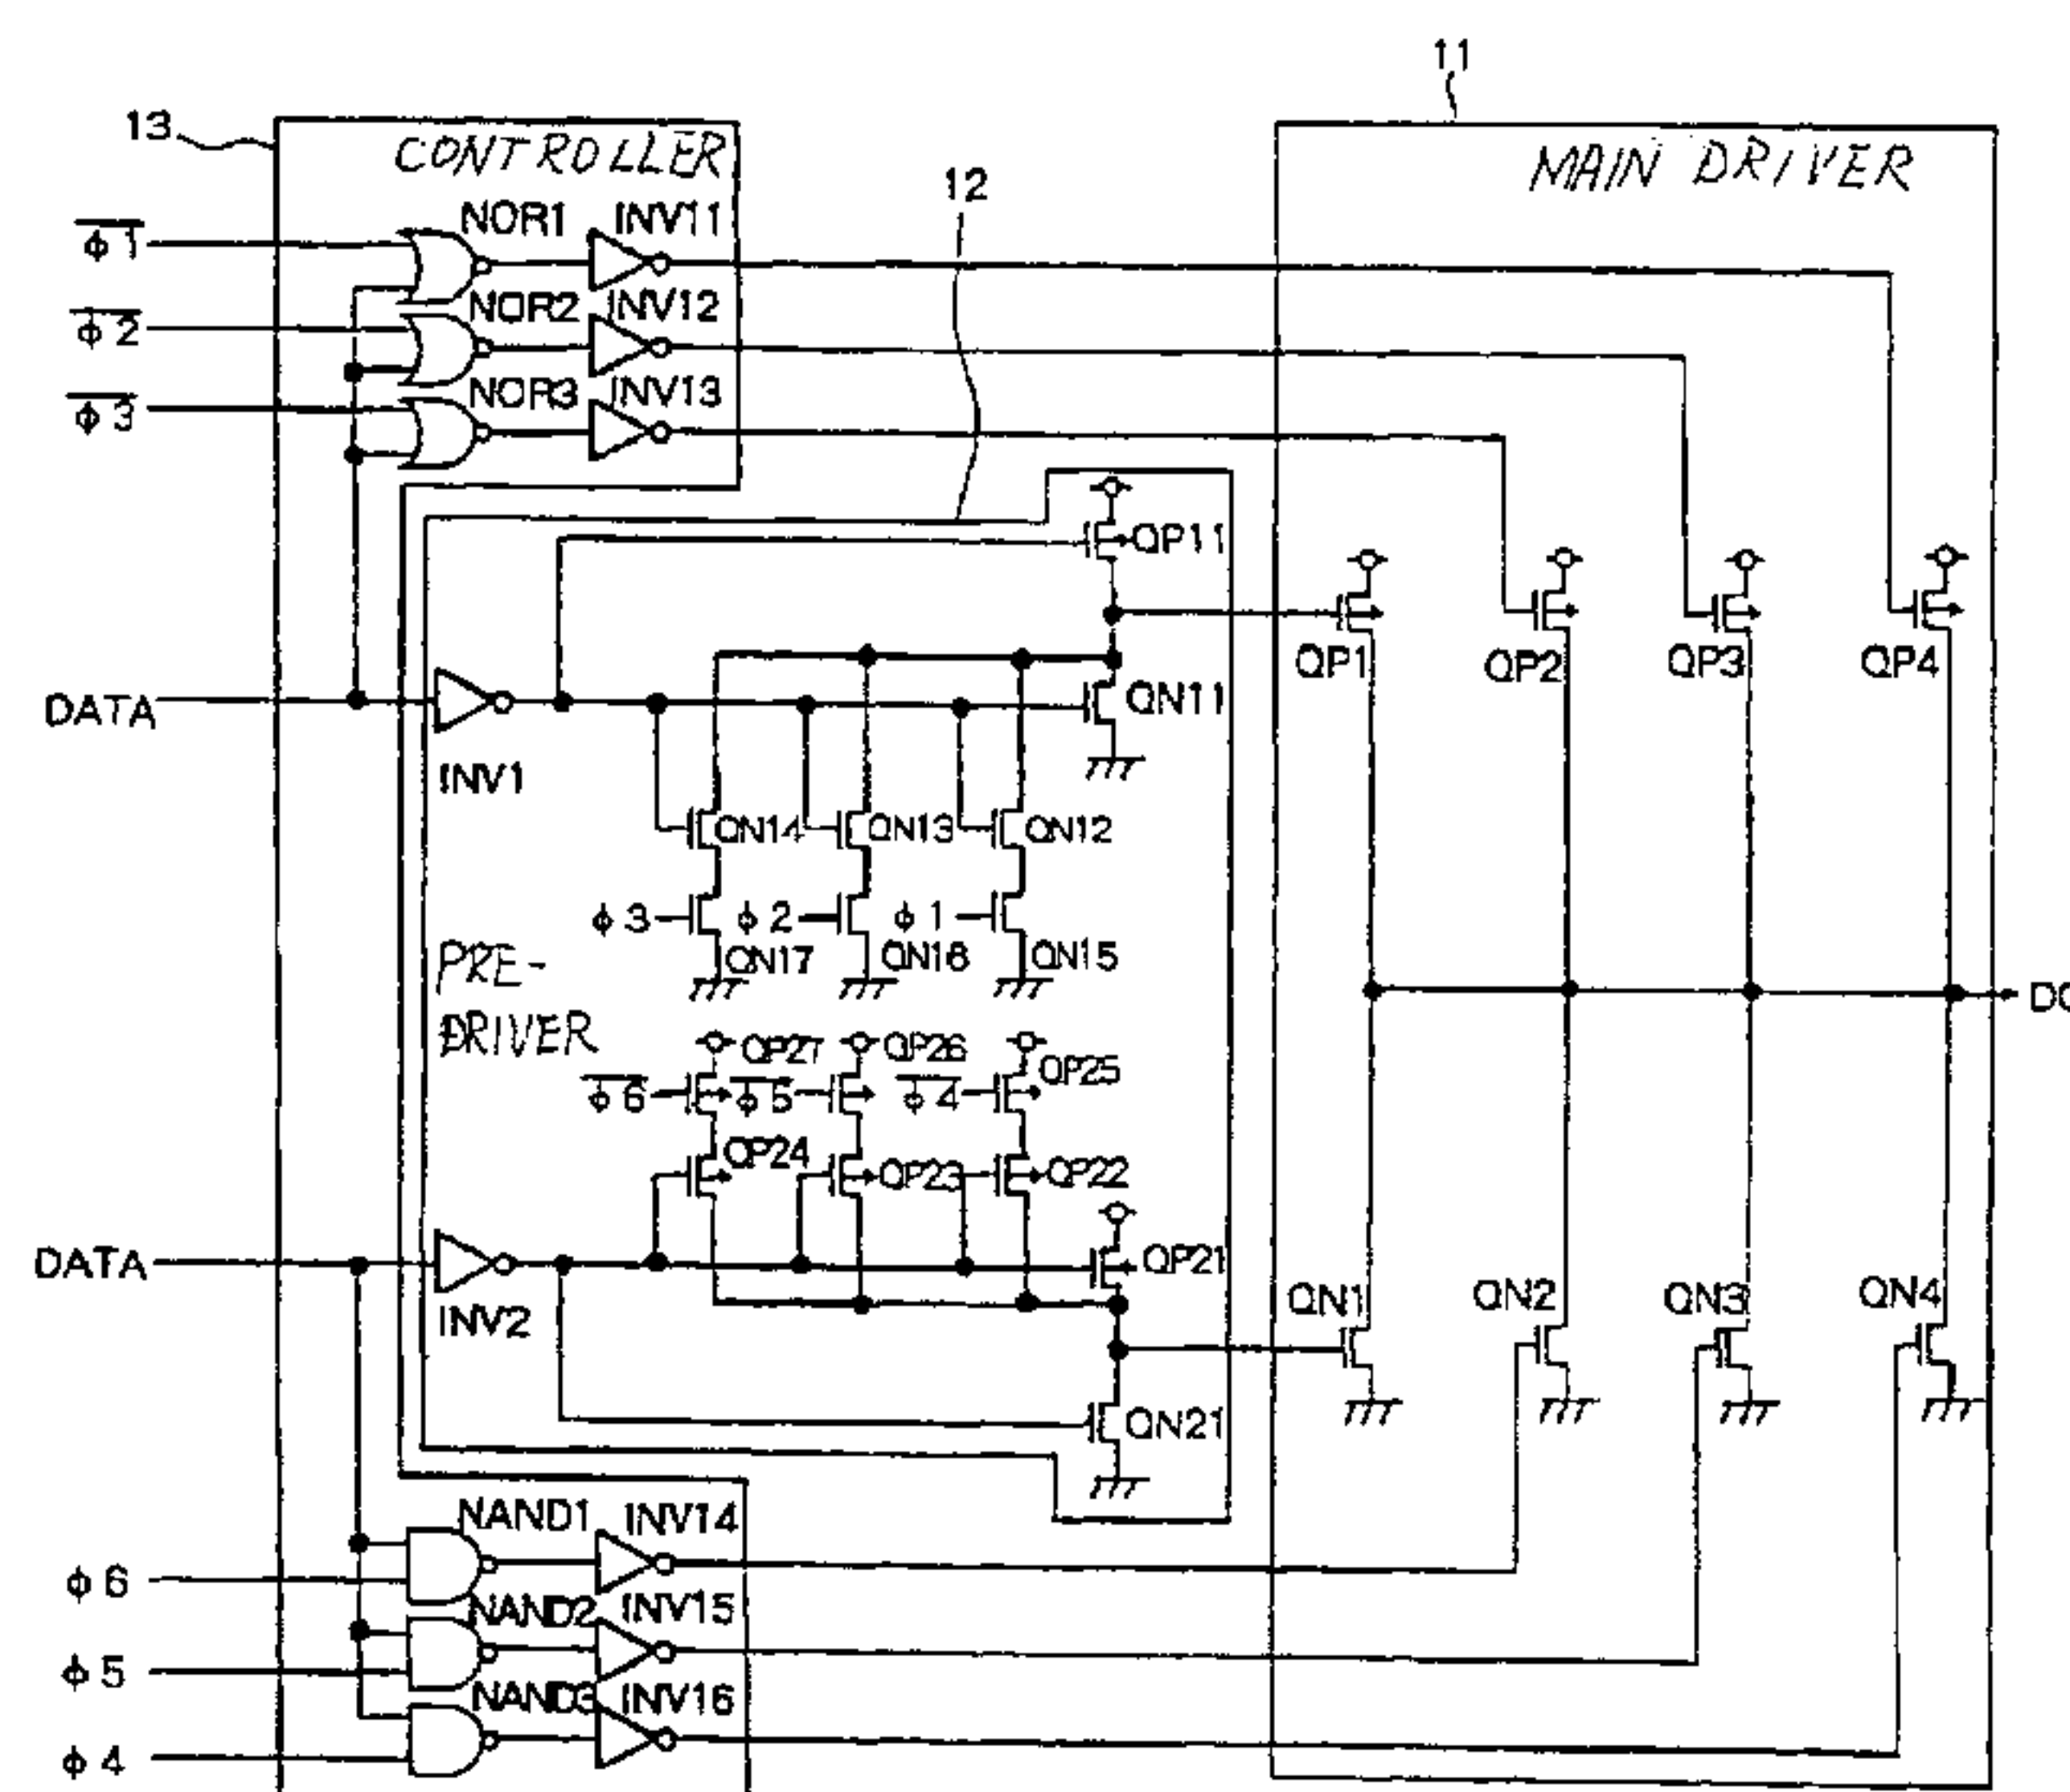 11
13
CONTROLLER
MAIN DRIVER
12
NOR1 INV11
φ1
NOR2 INV12
φ2
NOR3 INV13
φ3
QP11
QP1 QP2 QP3 QP4
DATA
QN11
INV1
QN14 QN13 QN12
φ3 φ2 φ1
QN17 QN16 QN15
PRE-
DRIVER
QP27 QP26 QP25
φ6 φ5 φ4
QP24 QP23 QP22
DATA
QP21
INV2
QN1 QN2 QN3 QN4
QN21
NAND1 INV14
φ6
NAND2 INV15
φ5
NAND3 INV16
φ4